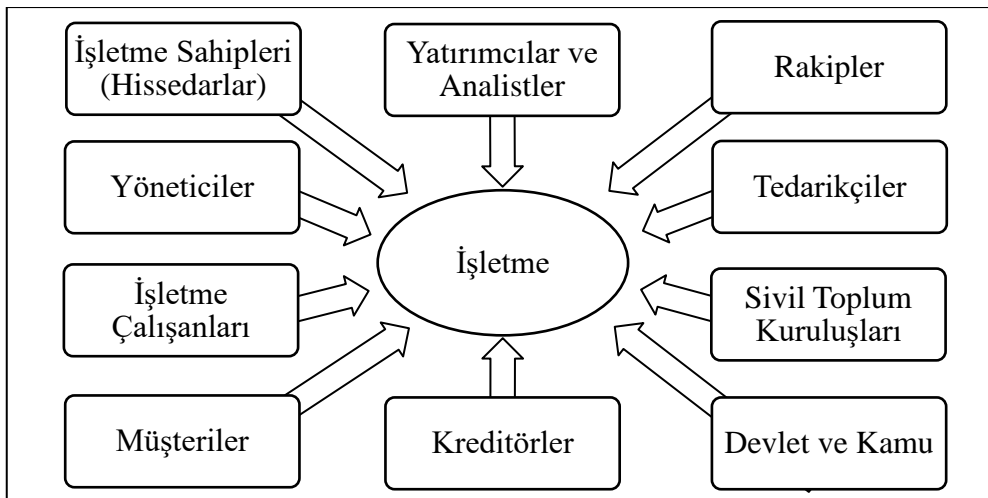 İşletme Sahipleri
(Hissedarlar)
Yatırımcılar ve
Analistler
Rakipler
Yöneticiler
Tedarikçiler
İşletme
İşletme
Çalışanları
Sivil Toplum
Kuruluşları
Müşteriler
Kreditörler
Devlet ve Kamu